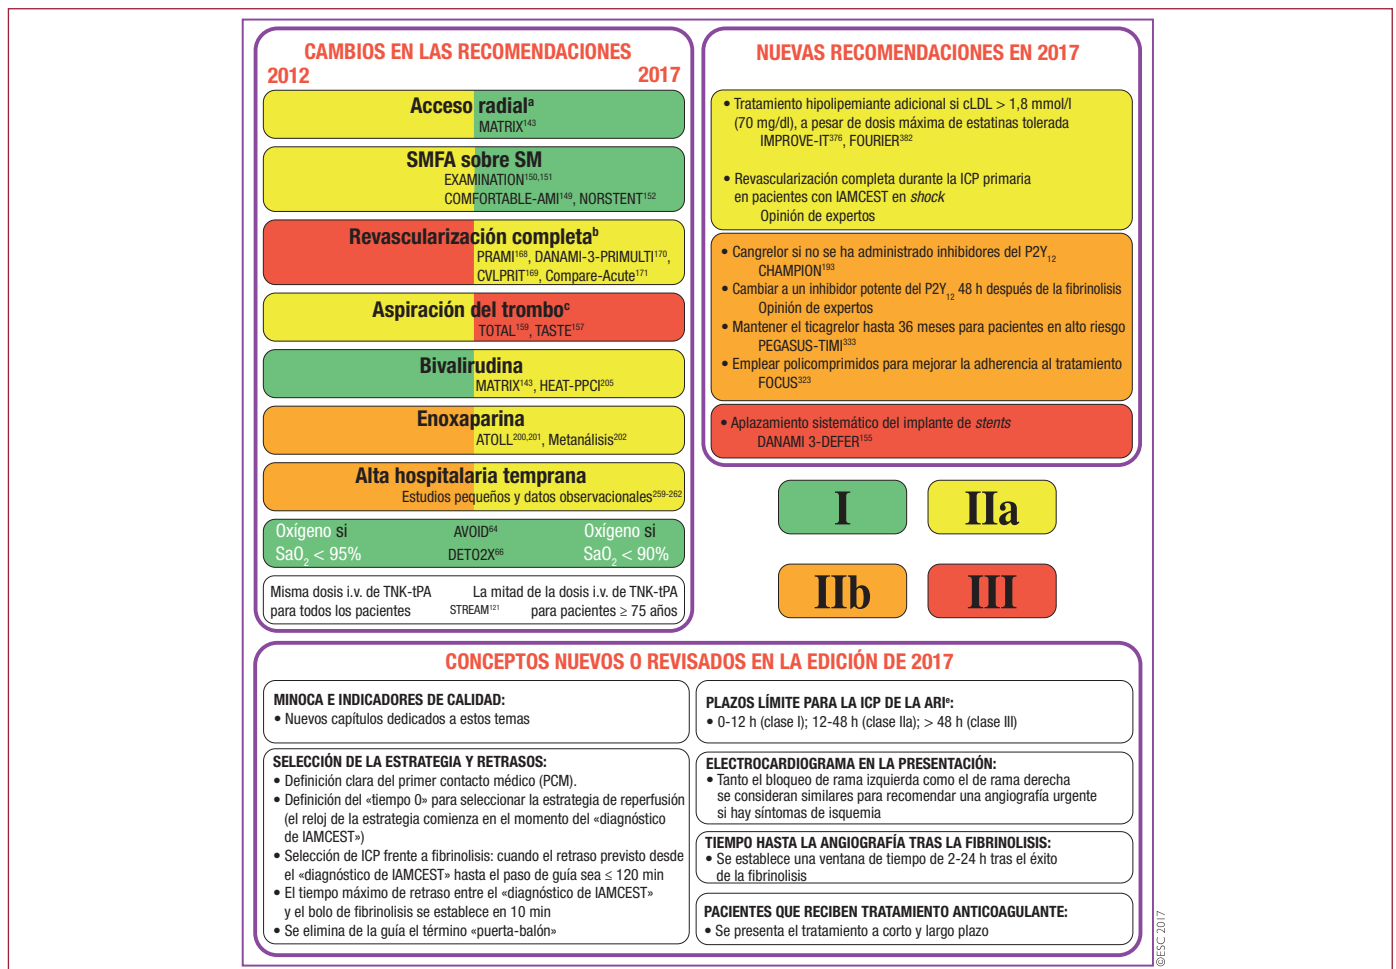 CAMBIOS EN LAS RECOMENDACIONES
2012 2017
Acceso radialᵃ
MATRIX¹⁴³
SMFA sobre SM
EXAMINATION¹⁵⁰,¹⁵¹
COMFORTABLE-AMI¹⁴⁹, NORSTENT¹⁵²
Revascularización completaᵇ
PRAMI¹⁶⁸, DANAMI-3-PRIMULTI¹⁷⁰,
CVLPRIT¹⁶⁹, Compare-Acute¹⁷¹
Aspiración del tromboᶜ
TOTAL¹⁵⁹, TASTE¹⁵⁷
Bivalirudina
MATRIX¹⁴³, HEAT-PPCI²⁰⁵
Enoxaparina
ATOLL²⁰⁰,²⁰¹, Metanálisis²⁰²
Alta hospitalaria temprana
Estudios pequeños y datos observacionales²⁵⁹⁻²⁶²
Oxígeno si AVOID⁶⁴ Oxígeno si
SaO₂ < 95% DETO2X⁶⁶ SaO₂ < 90%
Misma dosis i.v. de TNK-tPA La mitad de la dosis i.v. de TNK-tPA
para todos los pacientes STREAM¹²¹ para pacientes ≥ 75 años
NUEVAS RECOMENDACIONES EN 2017
• Tratamiento hipolipemiante adicional si cLDL > 1,8 mmol/l
(70 mg/dl), a pesar de dosis máxima de estatinas tolerada
IMPROVE-IT³⁷⁶, FOURIER³⁸²
• Revascularización completa durante la ICP primaria
en pacientes con IAMCEST en shock
Opinión de expertos
• Cangrelor si no se ha administrado inhibidores del P2Y₁₂
CHAMPION¹⁹³
• Cambiar a un inhibidor potente del P2Y₁₂ 48 h después de la fibrinolisis
Opinión de expertos
• Mantener el ticagrelor hasta 36 meses para pacientes en alto riesgo
PEGASUS-TIMI³³³
• Emplear policomprimidos para mejorar la adherencia al tratamiento
FOCUS³²³
• Aplazamiento sistemático del implante de stents
DANAMI 3-DEFER¹⁵⁵
I IIa
IIb III
CONCEPTOS NUEVOS O REVISADOS EN LA EDICIÓN DE 2017
MINOCA E INDICADORES DE CALIDAD:
• Nuevos capítulos dedicados a estos temas
SELECCIÓN DE LA ESTRATEGIA Y RETRASOS:
• Definición clara del primer contacto médico (PCM).
• Definición del «tiempo 0» para seleccionar la estrategia de reperfusión
(el reloj de la estrategia comienza en el momento del «diagnóstico
de IAMCEST»)
• Selección de ICP frente a fibrinolisis: cuando el retraso previsto desde
el «diagnóstico de IAMCEST» hasta el paso de guía sea ≤ 120 min
• El tiempo máximo de retraso entre el «diagnóstico de IAMCEST»
y el bolo de fibrinolisis se establece en 10 min
• Se elimina de la guía el término «puerta-balón»
PLAZOS LÍMITE PARA LA ICP DE LA ARIᵉ:
• 0-12 h (clase I); 12-48 h (clase IIa); > 48 h (clase III)
ELECTROCARDIOGRAMA EN LA PRESENTACIÓN:
• Tanto el bloqueo de rama izquierda como el de rama derecha
se consideran similares para recomendar una angiografía urgente
si hay síntomas de isquemia
TIEMPO HASTA LA ANGIOGRAFÍA TRAS LA FIBRINOLISIS:
• Se establece una ventana de tiempo de 2-24 h tras el éxito
de la fibrinolisis
PACIENTES QUE RECIBEN TRATAMIENTO ANTICOAGULANTE:
• Se presenta el tratamiento a corto y largo plazo
©ESC 2017